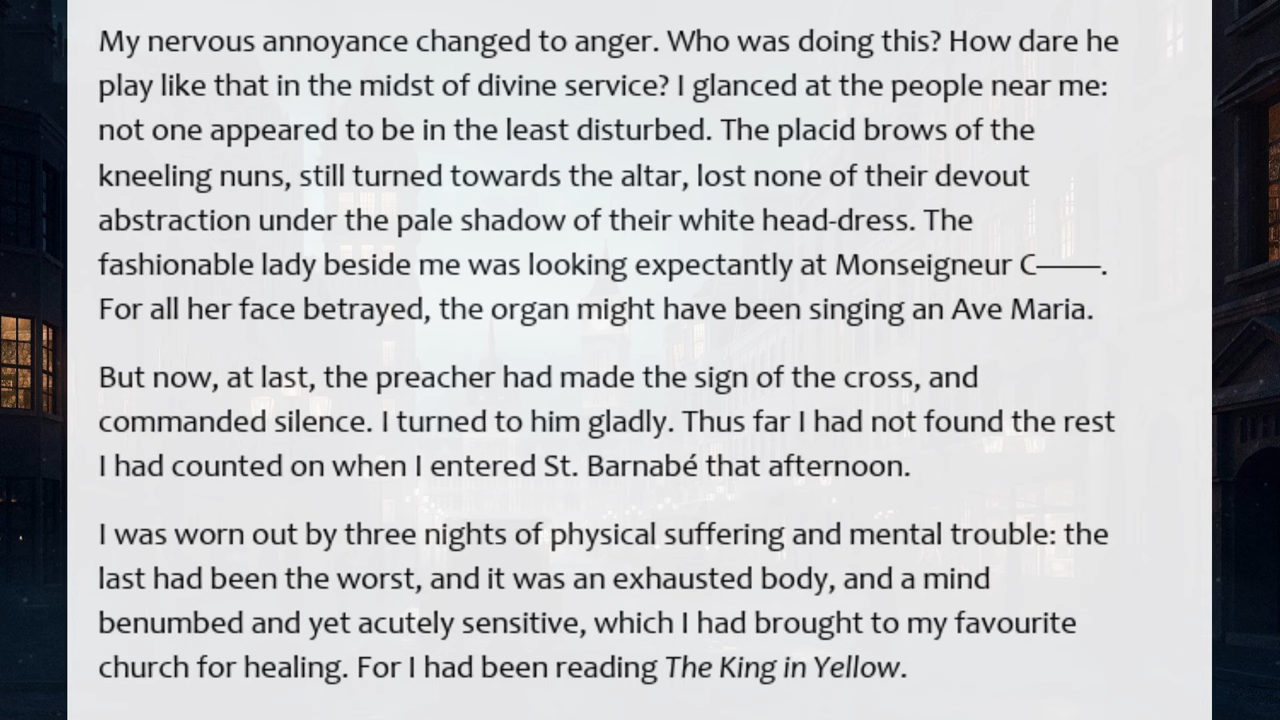 My nervous annoyance changed to anger. Who was doing this? How dare he
play like that in the midst of divine service? I glanced at the people near me:
not one appeared to be in the least disturbed. The placid brows of the
kneeling nuns, still turned towards the altar, lost none of their devout
abstraction under the pale shadow of their white head-dress. The
fashionable lady beside me was looking expectantly at Monseigneur C——.
For all her face betrayed, the organ might have been singing an Ave Maria.
But now, at last, the preacher had made the sign of the cross, and
commanded silence. I turned to him gladly. Thus far I had not found the rest
I had counted on when I entered St. Barnabé that afternoon.
I was worn out by three nights of physical suffering and mental trouble: the
last had been the worst, and it was an exhausted body, and a mind
benumbed and yet acutely sensitive, which I had brought to my favourite
church for healing. For I had been reading The King in Yellow.